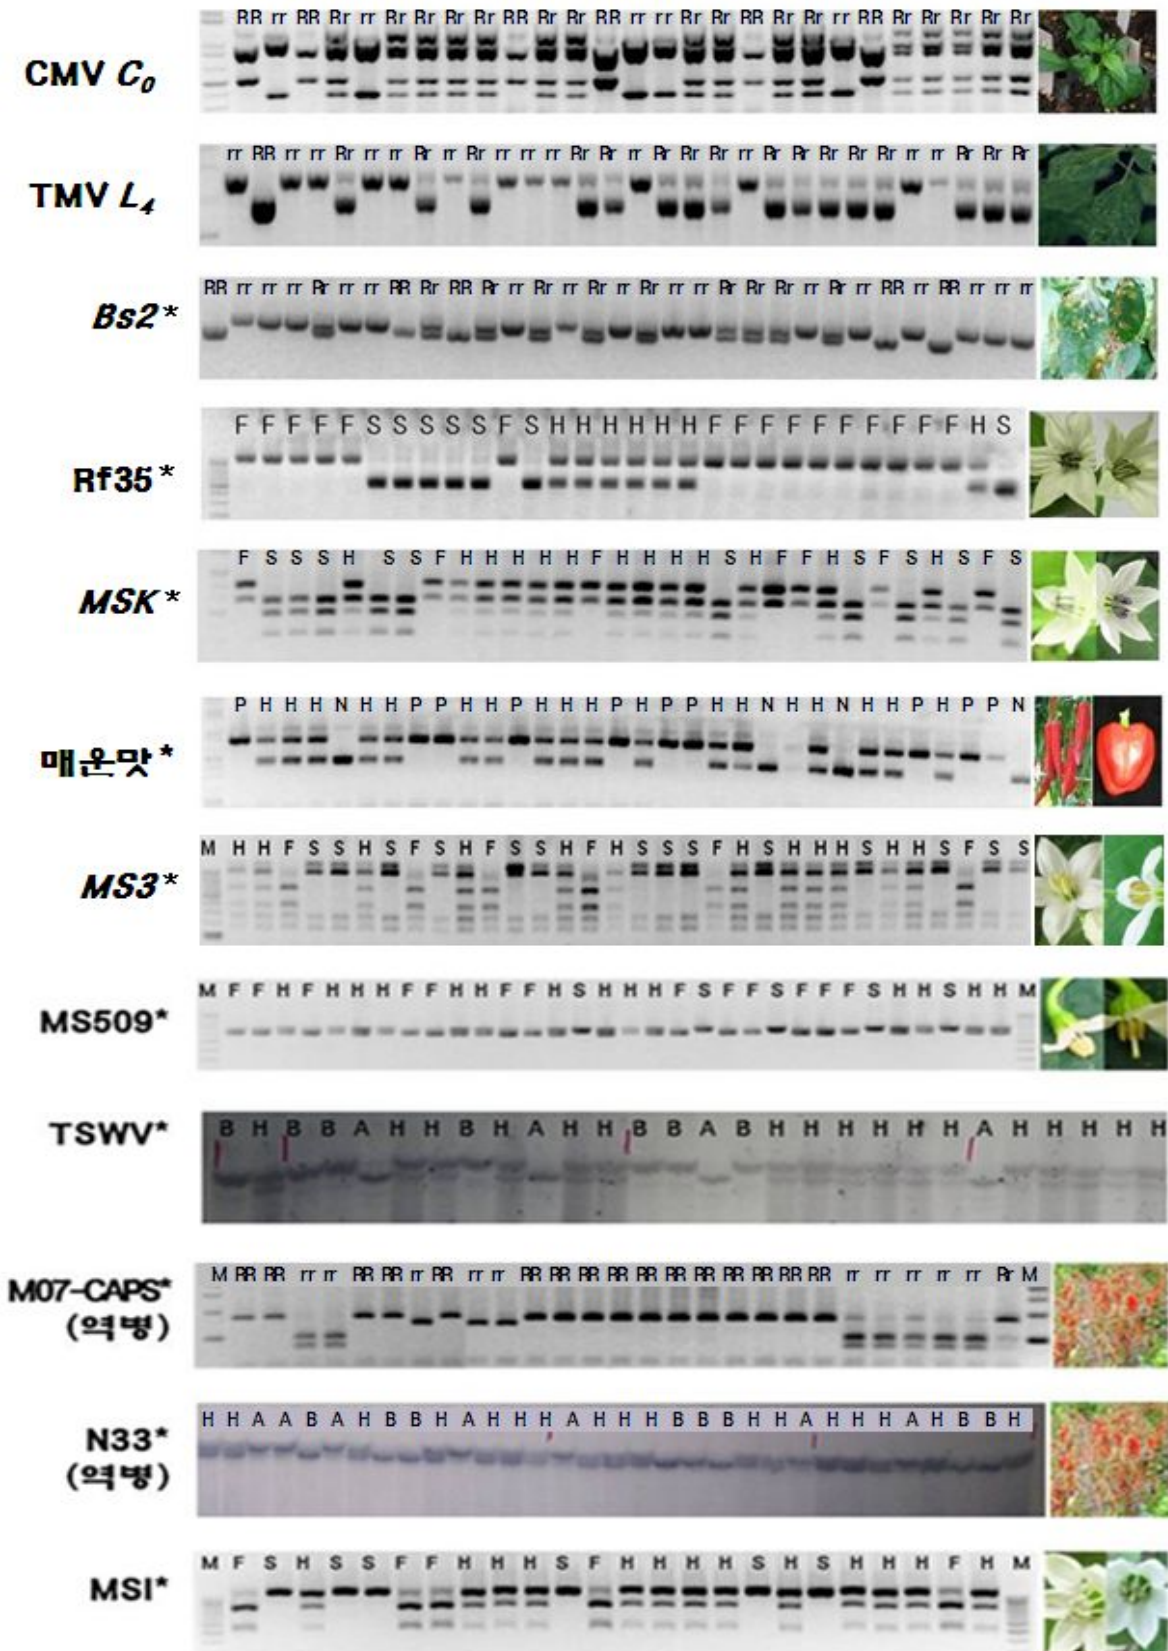 RR rr RR Rr rr Rr Rr Rr Rr RR Rr Rr RR rr rr Rr Rr RR Rr Rr rr RR Rr Rr Rr Rr Rr
CMV C₀
rr RR rr rr Rr rr rr Rr rr Rr rr rr rr Rr Rr rr Rr Rr Rr rr Rr Rr Rr Rr Rr rr rr Rr Rr Rr
TMV L₄
RR rr rr rr Rr rr rr RR Rr RR Rr rr Rr rr Rr rr Rr rr rr Rr Rr Rr rr Rr rr RR rr RR rr rr rr
Bs2*
F F F F F S S S S S F S H H H H H H F F F F F F F F F F H S
Rf35*
F S S S H S S F H H H H H F H H H H S H F F H S F S H S F S
MSK*
P H H H N H H P P H H P H H H P H P P H H N H H N H H P H P P N
매운맛*
M H H F S S H S F S H F S S H F H S S S F H S H H H S H H S F S S
MS3*
M F F H F H H H F F H H F F H S H H H F S F F S F F F S H H S H H M
MS509*
B H B B A H H B H A H H B B A B H H H H H H A H H H H H
TSWV*
M RR RR rr rr RR RR rr RR rr rr RR RR RR RR RR RR RR RR RR RR RR rr rr rr rr rr Rr M
M07-CAPS*
(역병)
H H A A B A H B B H A H H H A H H H B B B H H A H H H A H B B H
N33*
(역병)
M F S H S S F F H H H S F H H H H S H S H H H F H M
MSI*